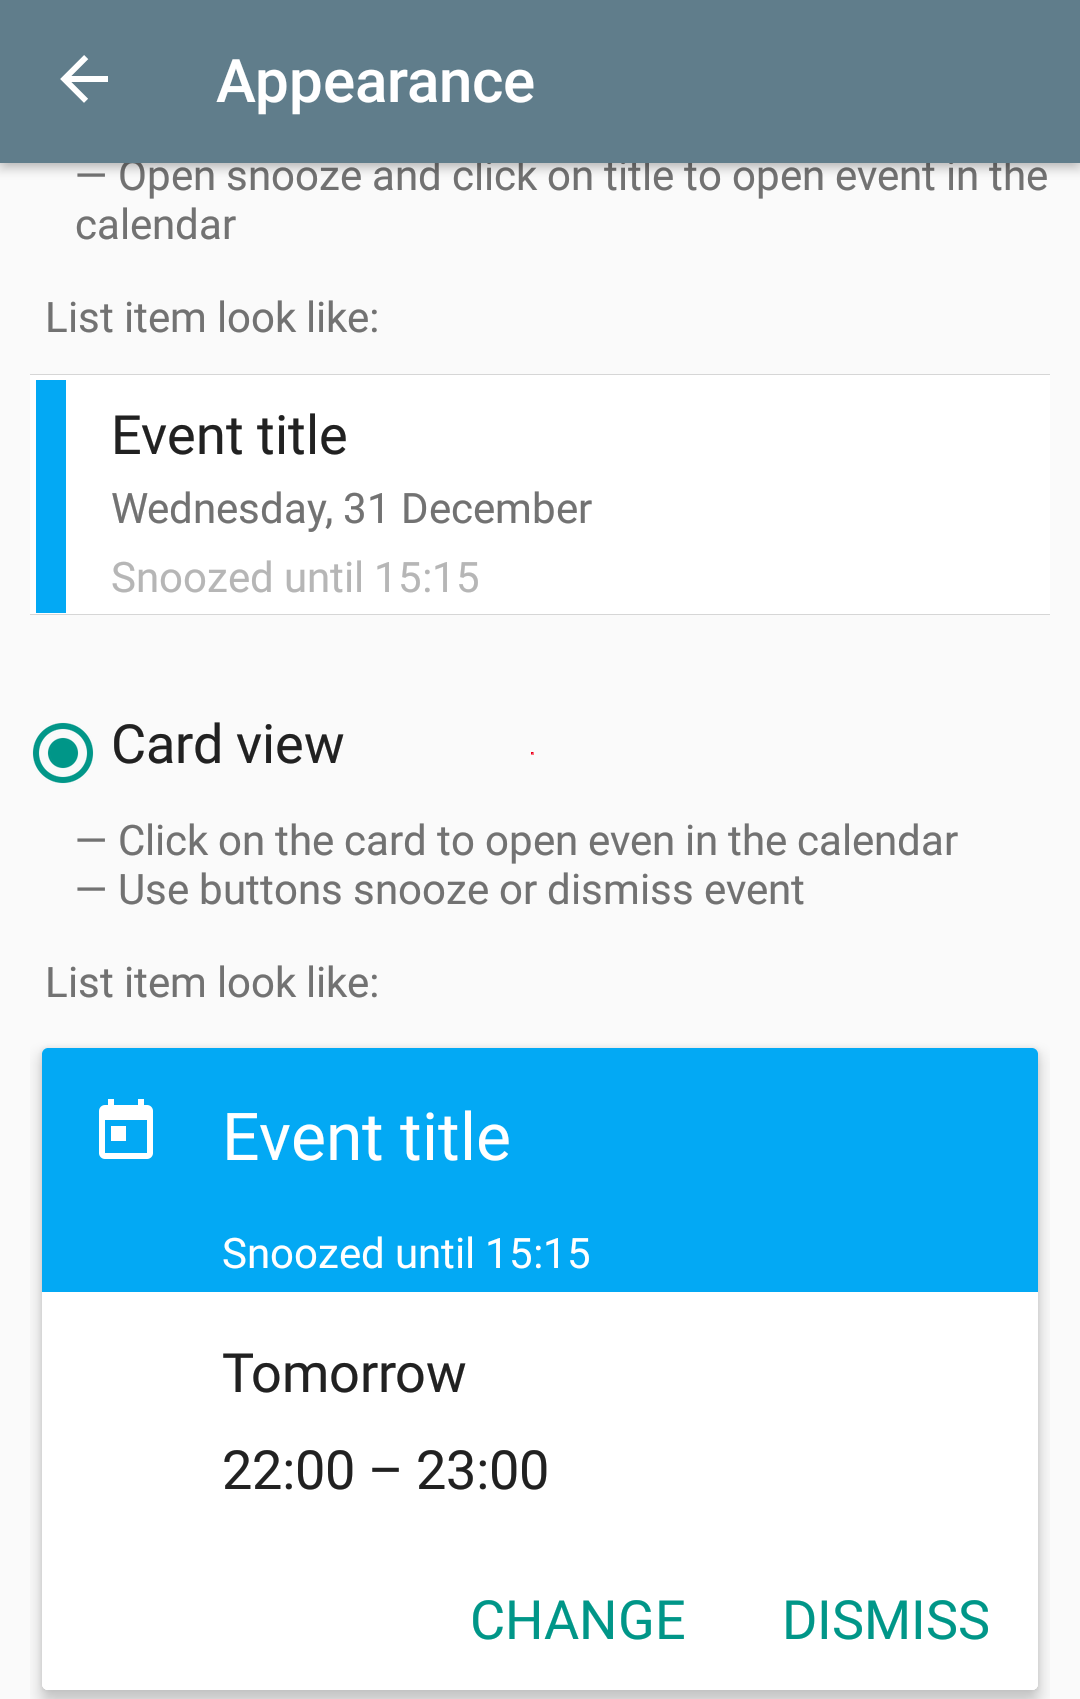 Appearance
— Open snooze and click on title to open event in the
calendar
List item look like:
Event title
Wednesday, 31 December
Snoozed until 15:15
Card view
— Click on the card to open even in the calendar
— Use buttons snooze or dismiss event
List item look like:
Event title
Snoozed until 15:15
Tomorrow
22:00 – 23:00
CHANGE DISMISS